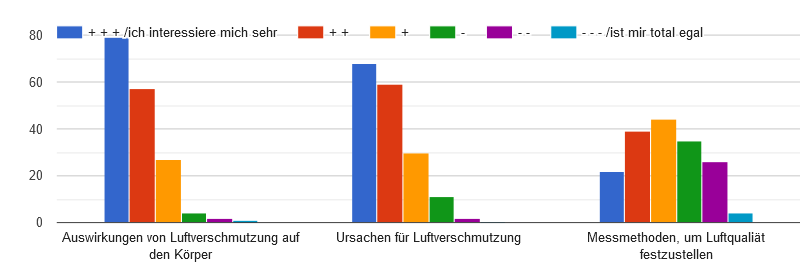 + + + /ich interessiere mich sehr + + + - - - - - - /ist mir total egal
80
60
40
20
0
Auswirkungen von Luftverschmutzung auf den Körper
Ursachen für Luftverschmutzung
Messmethoden, um Luftqualiät festzustellen